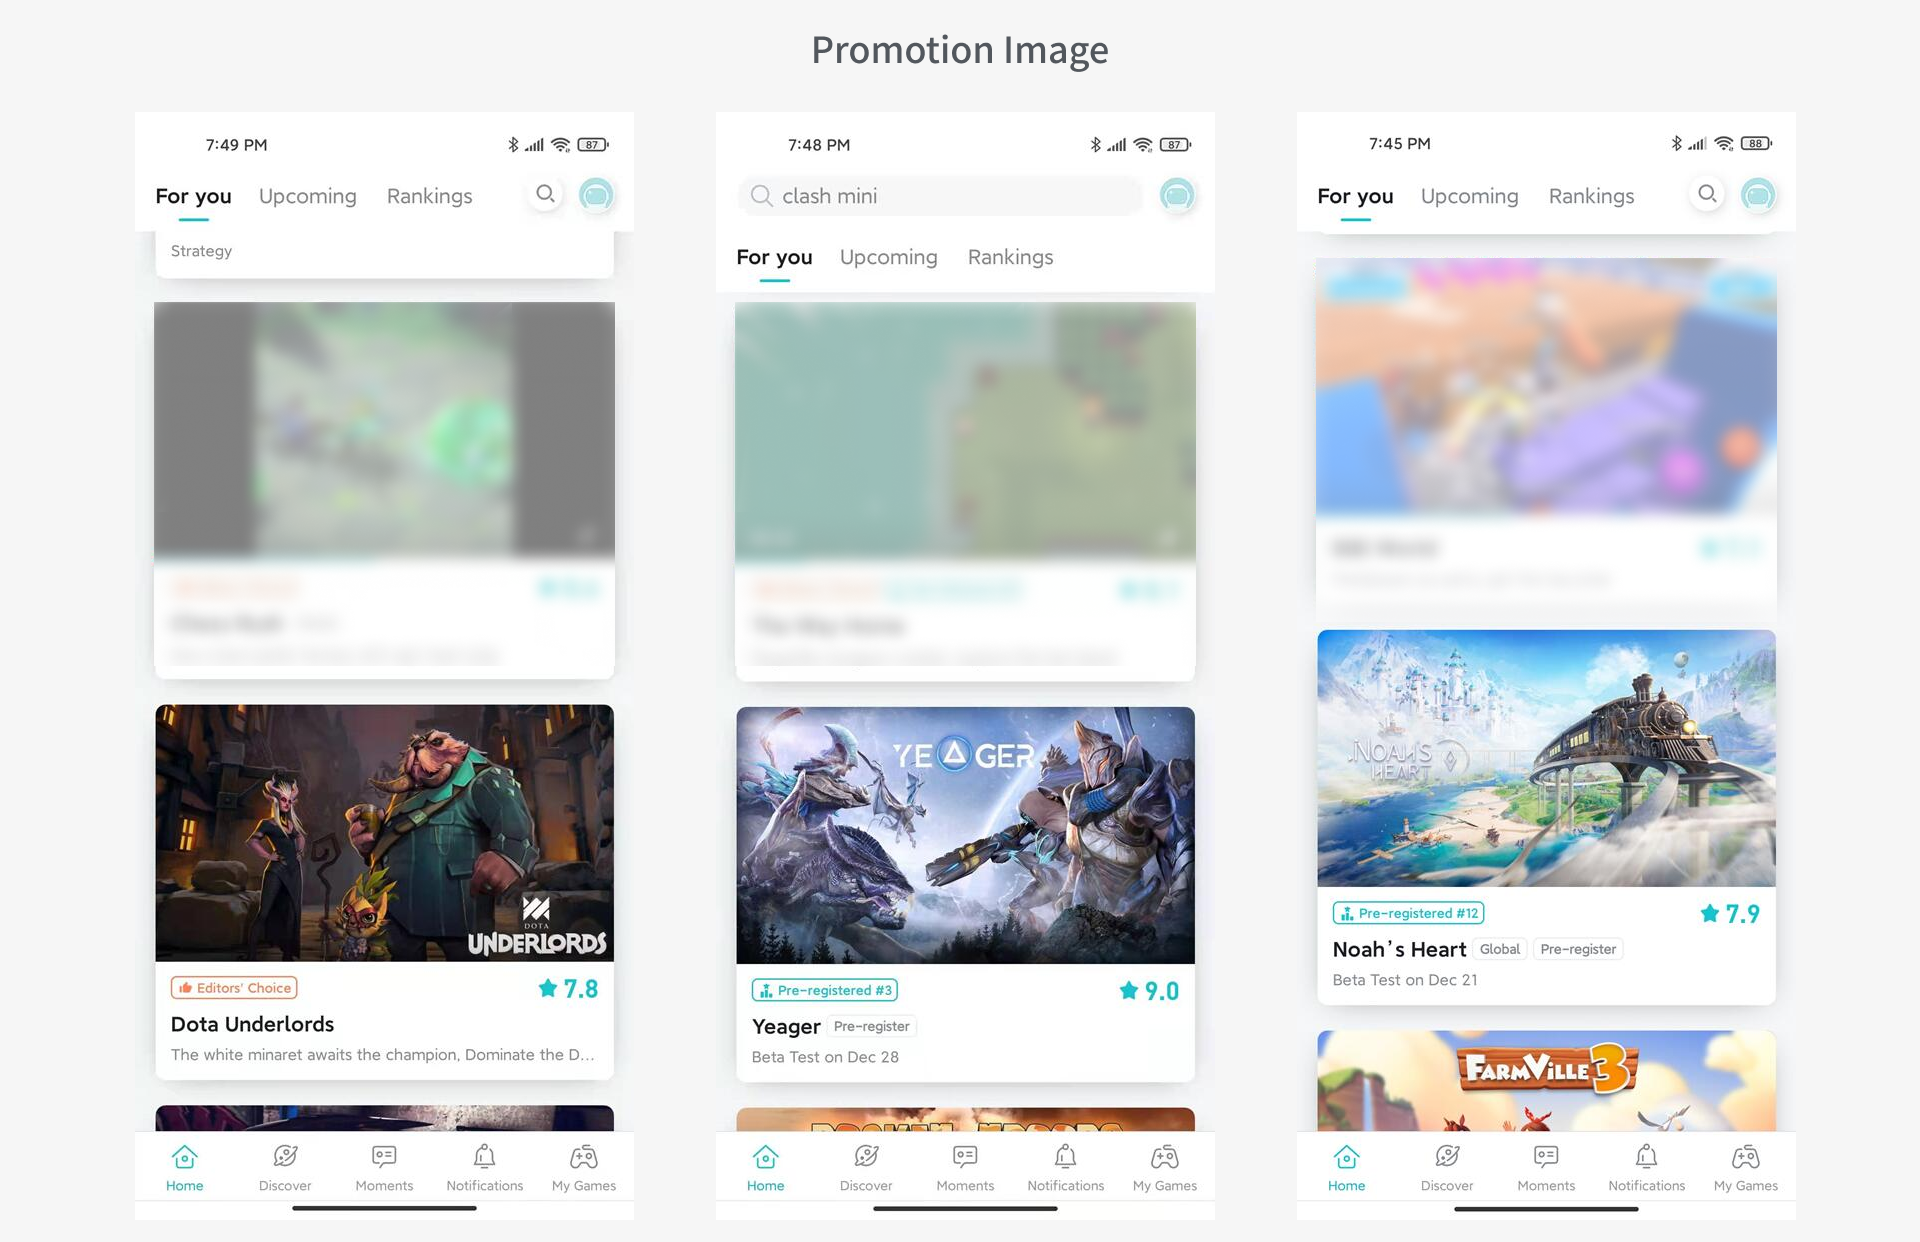 Promotion Image
7:49 PM
87
For you Upcoming Rankings
Strategy
DOTA
UNDERLORDS
Editors' Choice
7.8
Dota Underlords
The white minaret awaits the champion, Dominate the D...
Home Discover Moments Notifications My Games
7:48 PM
87
clash mini
For you Upcoming Rankings
YEAGER
Pre-registered #3
9.0
Yeager Pre-register
Beta Test on Dec 28
Home Discover Moments Notifications My Games
7:45 PM
88
For you Upcoming Rankings
NOAH'S
HEART
Pre-registered #12
7.9
Noah's Heart Global Pre-register
Beta Test on Dec 21
FARMVILLE 3
Home Discover Moments Notifications My Games